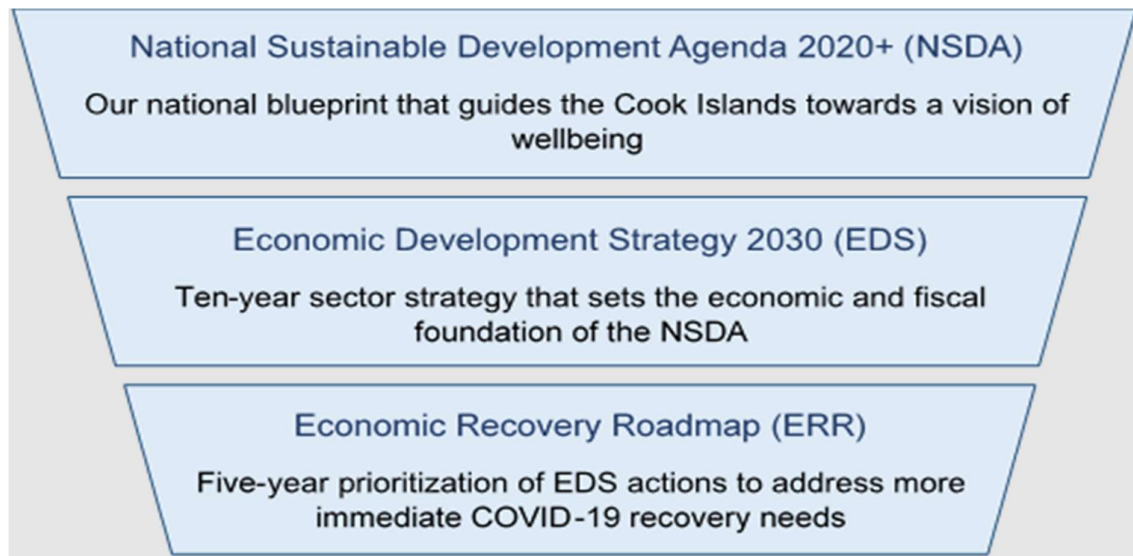 National Sustainable Development Agenda 2020+ (NSDA)
Our national blueprint that guides the Cook Islands towards a vision of
wellbeing
Economic Development Strategy 2030 (EDS)
Ten-year sector strategy that sets the economic and fiscal
foundation of the NSDA
Economic Recovery Roadmap (ERR)
Five-year prioritization of EDS actions to address more
immediate COVID-19 recovery needs